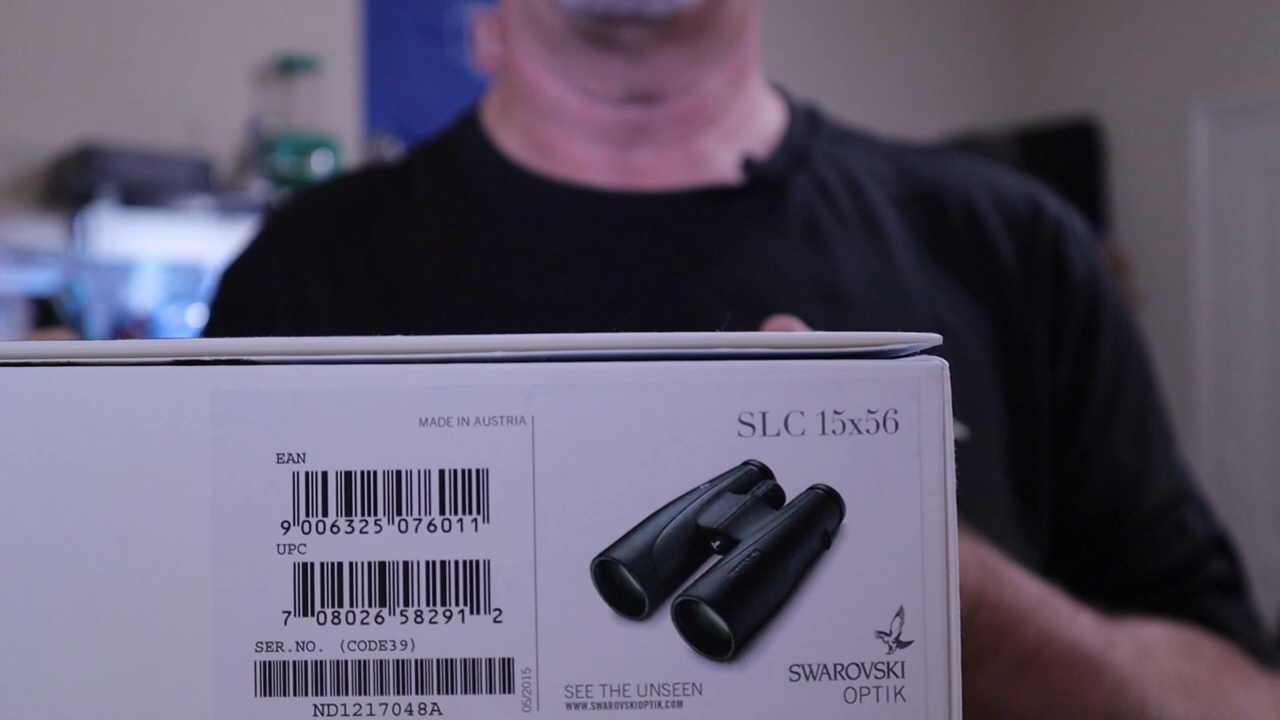 MADE IN AUSTRIA
EAN
9 006325 076011
UPC
7 08026 58291 2
SER.NO. (CODE39)
ND1217048A
05/2015
SLC 15x56
SEE THE UNSEEN
WWW.SWAROVSKIOPTIK.COM
SWAROVSKI
OPTIK